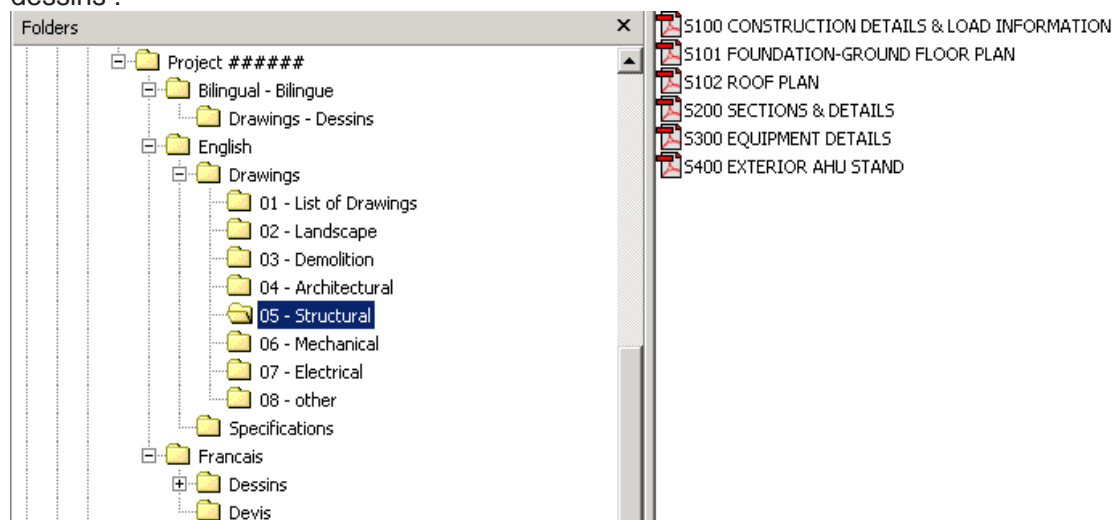 dessins :
Folders
Project ######
Bilingual - Bilingue
Drawings - Dessins
English
Drawings
01 - List of Drawings
02 - Landscape
03 - Demolition
04 - Architectural
05 - Structural
06 - Mechanical
07 - Electrical
08 - other
Specifications
Francais
Dessins
Devis
S100 CONSTRUCTION DETAILS & LOAD INFORMATION
S101 FOUNDATION-GROUND FLOOR PLAN
S102 ROOF PLAN
S200 SECTIONS & DETAILS
S300 EQUIPMENT DETAILS
S400 EXTERIOR AHU STAND